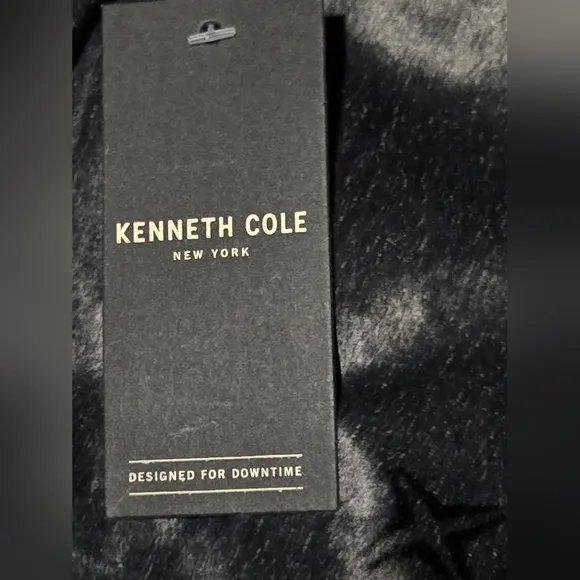 KENNETH COLE
NEW YORK
DESIGNED FOR DOWNTIME